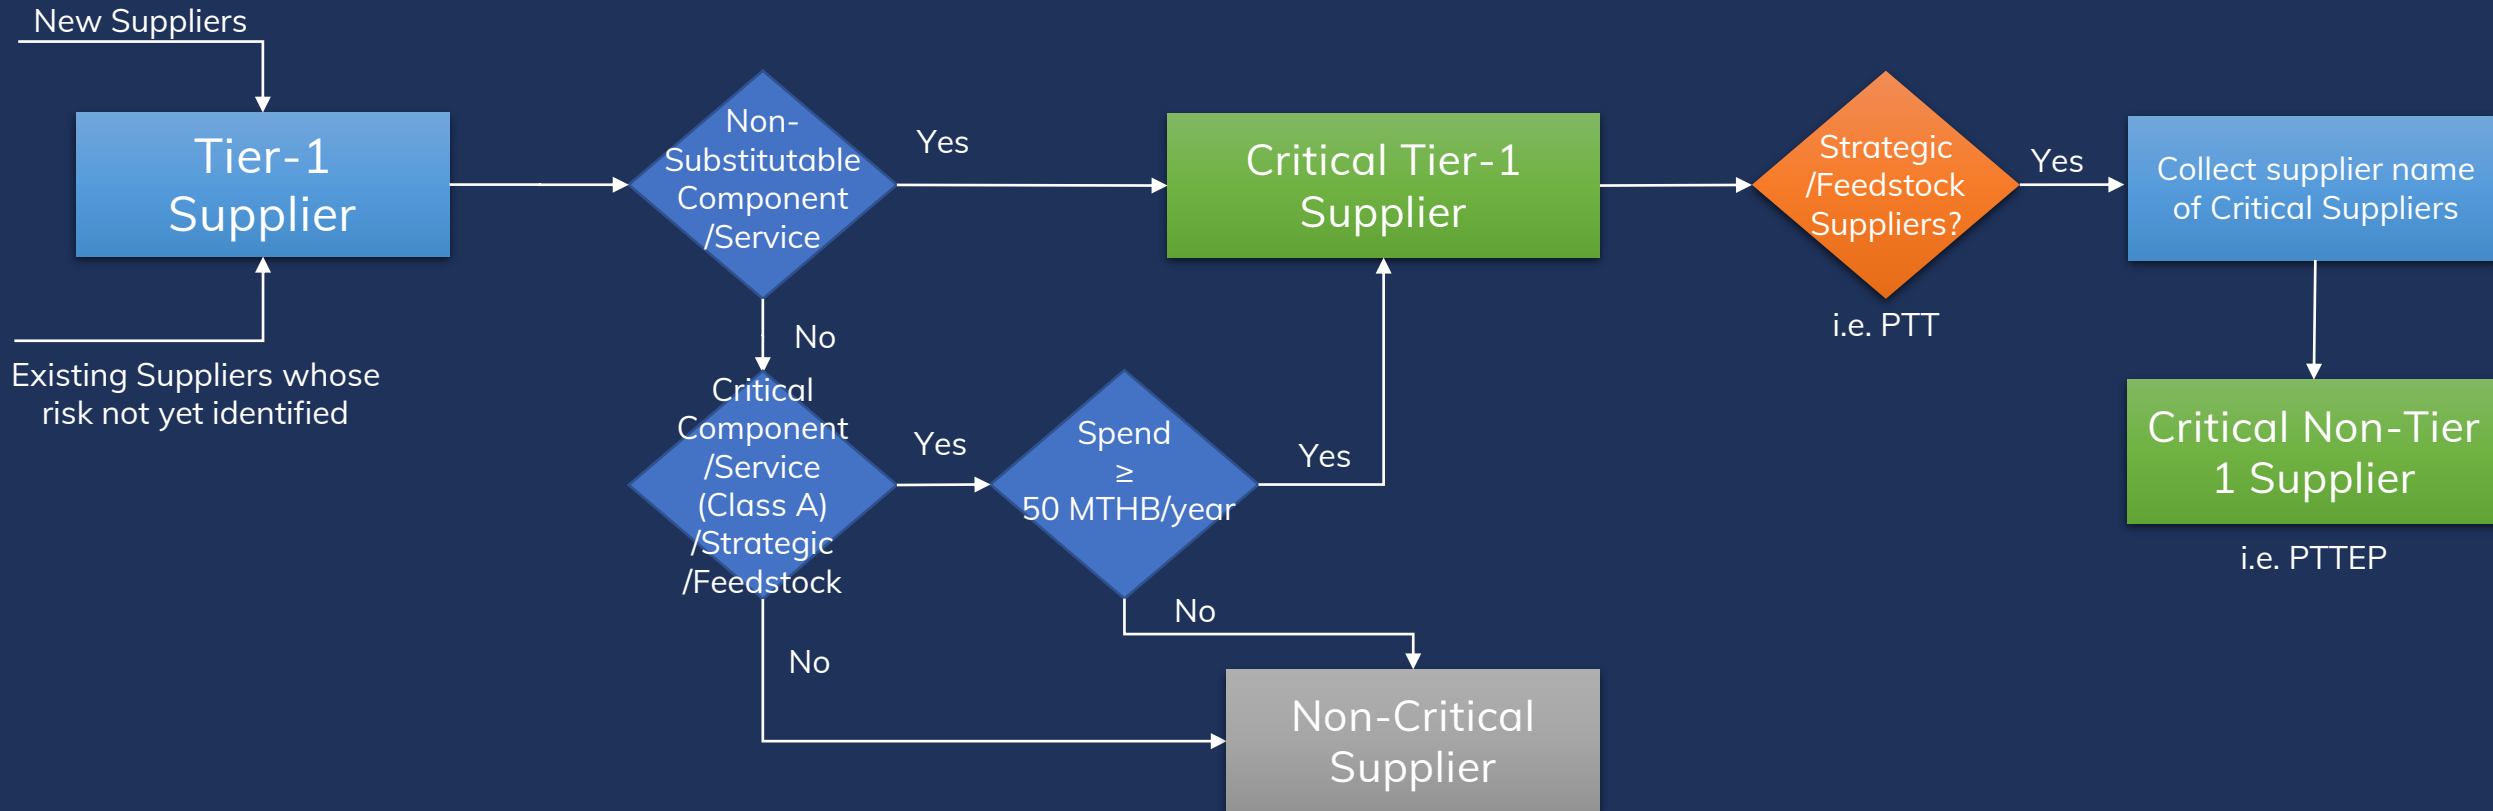 New Suppliers
Tier-1
Supplier
Existing Suppliers whose
risk not yet identified
Non-
Substitutable
Component
/Service
Yes
No
Critical
Component
/Service
(Class A)
/Strategic
/Feedstock
Yes
No
Spend
≥
50 MTHB/year
Yes
No
Critical Tier-1
Supplier
Non-Critical
Supplier
Strategic
/Feedstock
Suppliers?
i.e. PTT
Yes
Collect supplier name
of Critical Suppliers
Critical Non-Tier
1 Supplier
i.e. PTTEP